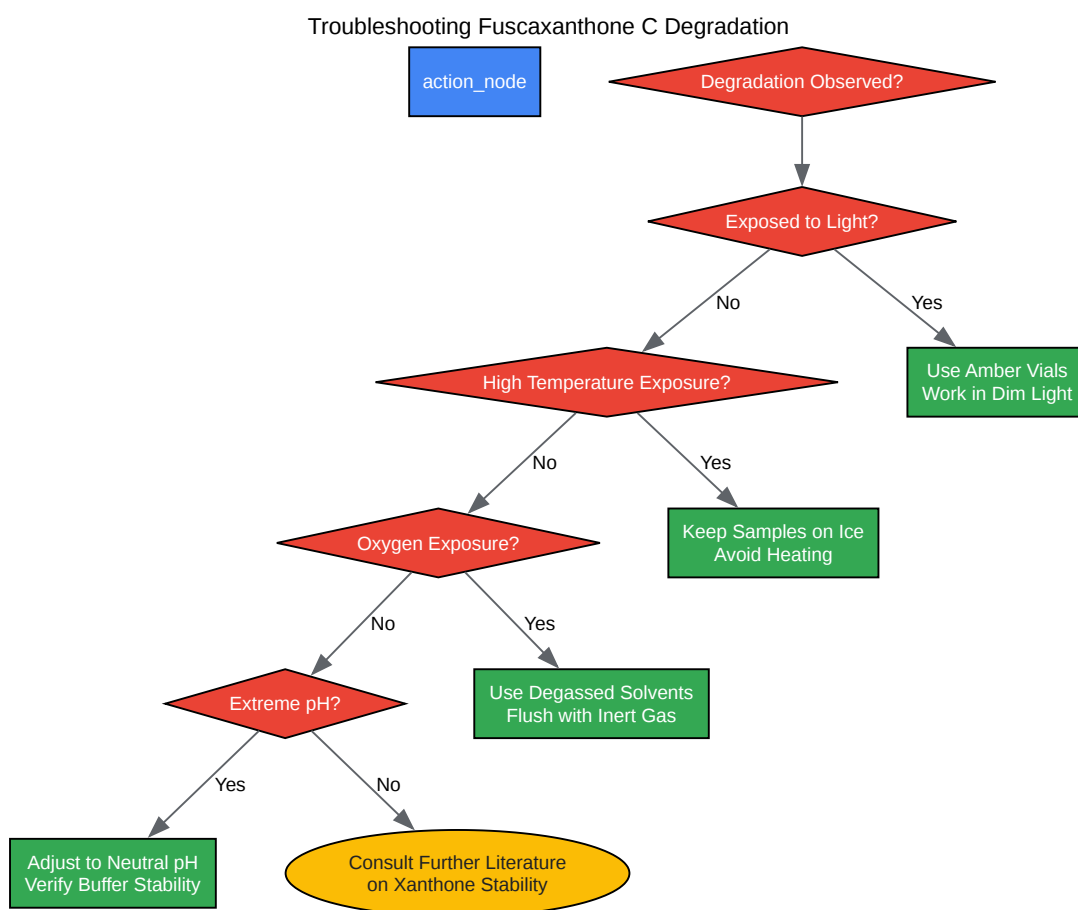 Troubleshooting Fuscaxanthone C Degradation
action_node
Degradation Observed?
Exposed to Light?
No
Yes
High Temperature Exposure?
Use Amber Vials
Work in Dim Light
No
Yes
Oxygen Exposure?
Keep Samples on Ice
Avoid Heating
No
Yes
Extreme pH?
Use Degassed Solvents
Flush with Inert Gas
Yes
No
Adjust to Neutral pH
Verify Buffer Stability
Consult Further Literature
on Xanthone Stability